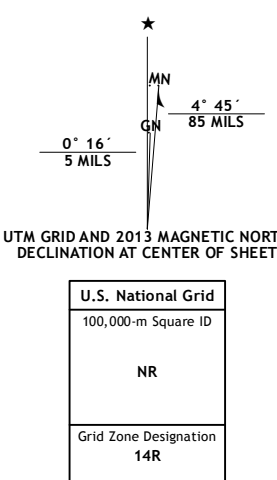 ★
MN
GN
4° 45´
85 MILS
0° 16´
5 MILS
UTM GRID AND 2013 MAGNETIC NORT
DECLINATION AT CENTER OF SHEET
U.S. National Grid
100,000-m Square ID
NR
Grid Zone Designation
14R